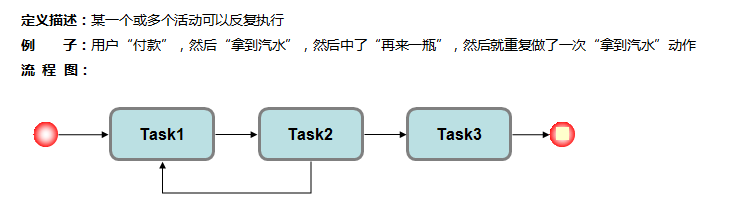 定义描述：某一个或多个活动可以反复执行
例　　子：用户“付款”，然后“拿到汽水”，然后中了“再来一瓶”，然后就重复做了一次“拿到汽水”动作
流 程 图：
Task1 Task2 Task3